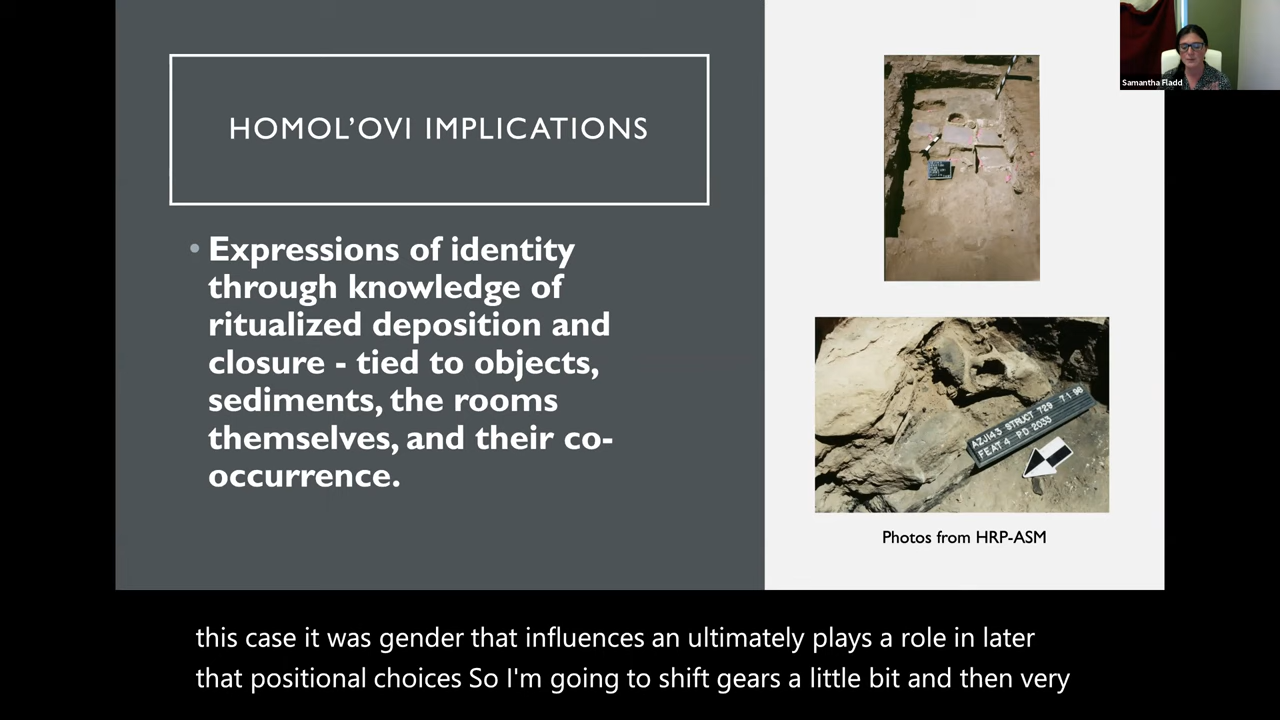 Samantha Fladd
HOMOL'OVI IMPLICATIONS
• Expressions of identity
through knowledge of
ritualized deposition and
closure - tied to objects,
sediments, the rooms
themselves, and their co-
occurrence.
AZJ143 STRUCT 729 7 1 98
FEAT 4 PD 2033
Photos from HRP-ASM
this case it was gender that influences an ultimately plays a role in later
that positional choices So I'm going to shift gears a little bit and then very